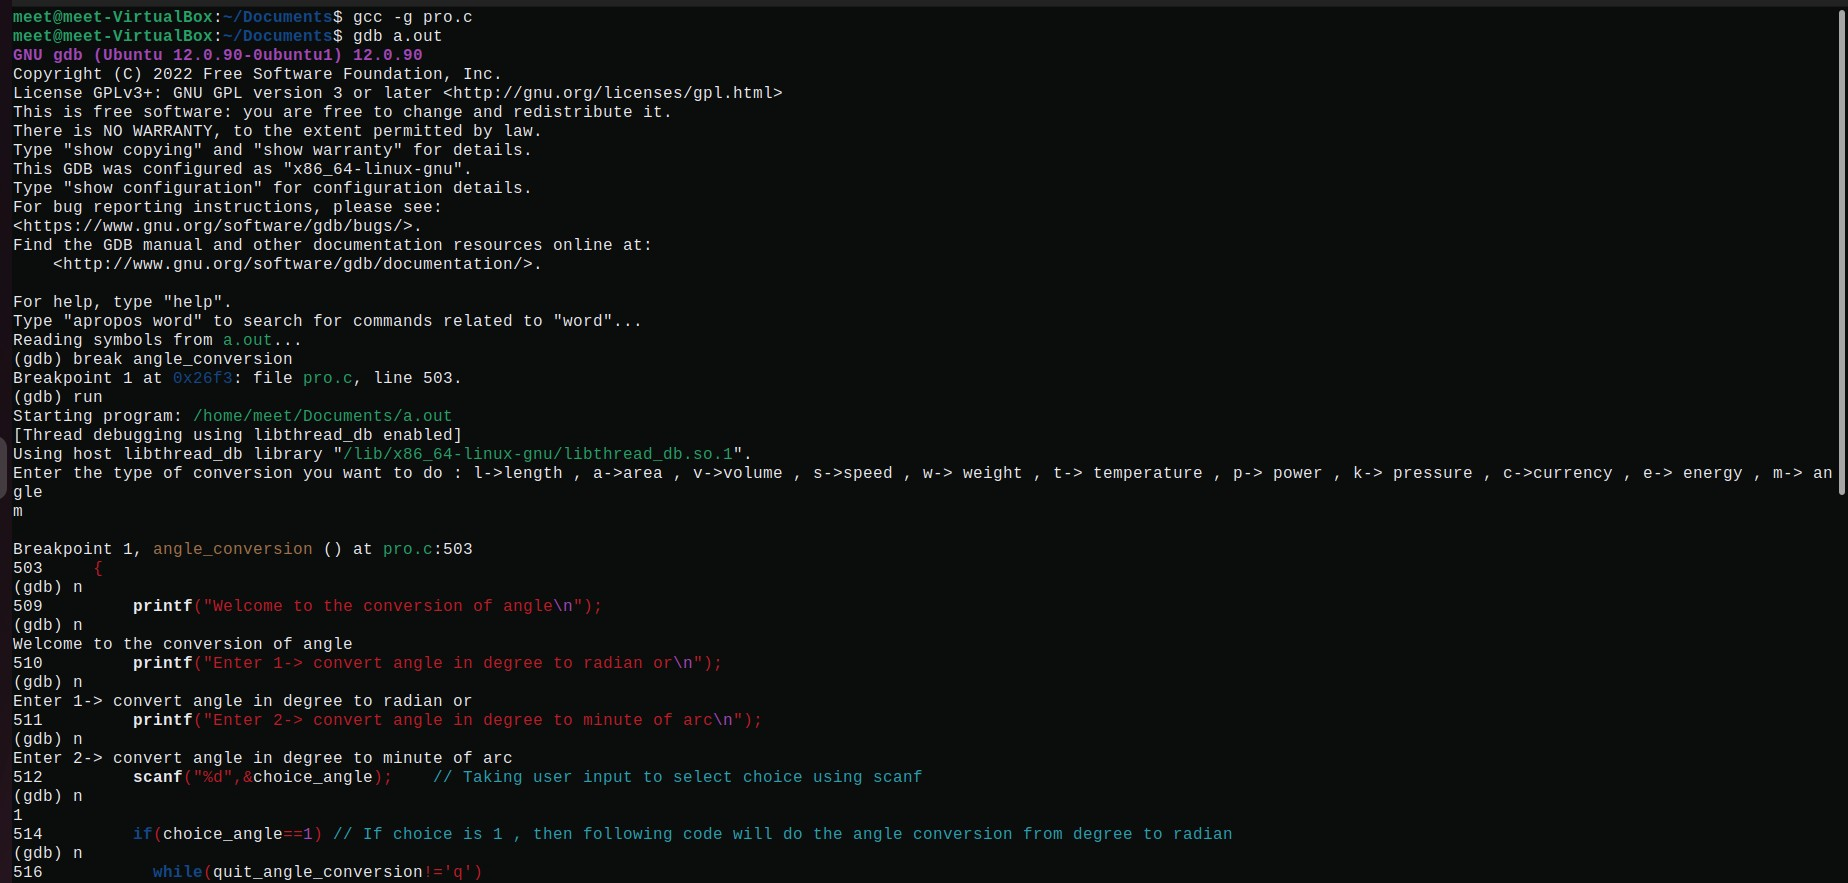 meet@meet-VirtualBox:~/Documents$ gcc -g pro.c
meet@meet-VirtualBox:~/Documents$ gdb a.out
GNU gdb (Ubuntu 12.0.90-0ubuntu1) 12.0.90
Copyright (C) 2022 Free Software Foundation, Inc.
License GPLv3+: GNU GPL version 3 or later <http://gnu.org/licenses/gpl.html>
This is free software: you are free to change and redistribute it.
There is NO WARRANTY, to the extent permitted by law.
Type "show copying" and "show warranty" for details.
This GDB was configured as "x86_64-linux-gnu".
Type "show configuration" for configuration details.
For bug reporting instructions, please see:
<https://www.gnu.org/software/gdb/bugs/>.
Find the GDB manual and other documentation resources online at:
    <http://www.gnu.org/software/gdb/documentation/>.

For help, type "help".
Type "apropos word" to search for commands related to "word"...
Reading symbols from a.out...
(gdb) break angle_conversion
Breakpoint 1 at 0x26f3: file pro.c, line 503.
(gdb) run
Starting program: /home/meet/Documents/a.out
[Thread debugging using libthread_db enabled]
Using host libthread_db library "/lib/x86_64-linux-gnu/libthread_db.so.1".
Enter the type of conversion you want to do : l->length , a->area , v->volume , s->speed , w-> weight , t-> temperature , p-> power , k-> pressure , c->currency , e-> energy , m-> an
gle
m

Breakpoint 1, angle_conversion () at pro.c:503
503     {
(gdb) n
509         printf("Welcome to the conversion of angle\n");
(gdb) n
Welcome to the conversion of angle
510         printf("Enter 1-> convert angle in degree to radian or\n");
(gdb) n
Enter 1-> convert angle in degree to radian or
511         printf("Enter 2-> convert angle in degree to minute of arc\n");
(gdb) n
Enter 2-> convert angle in degree to minute of arc
512         scanf("%d",&choice_angle);    // Taking user input to select choice using scanf
(gdb) n
1
514         if(choice_angle==1) // If choice is 1 , then following code will do the angle conversion from degree to radian
(gdb) n
516           while(quit_angle_conversion!='q')